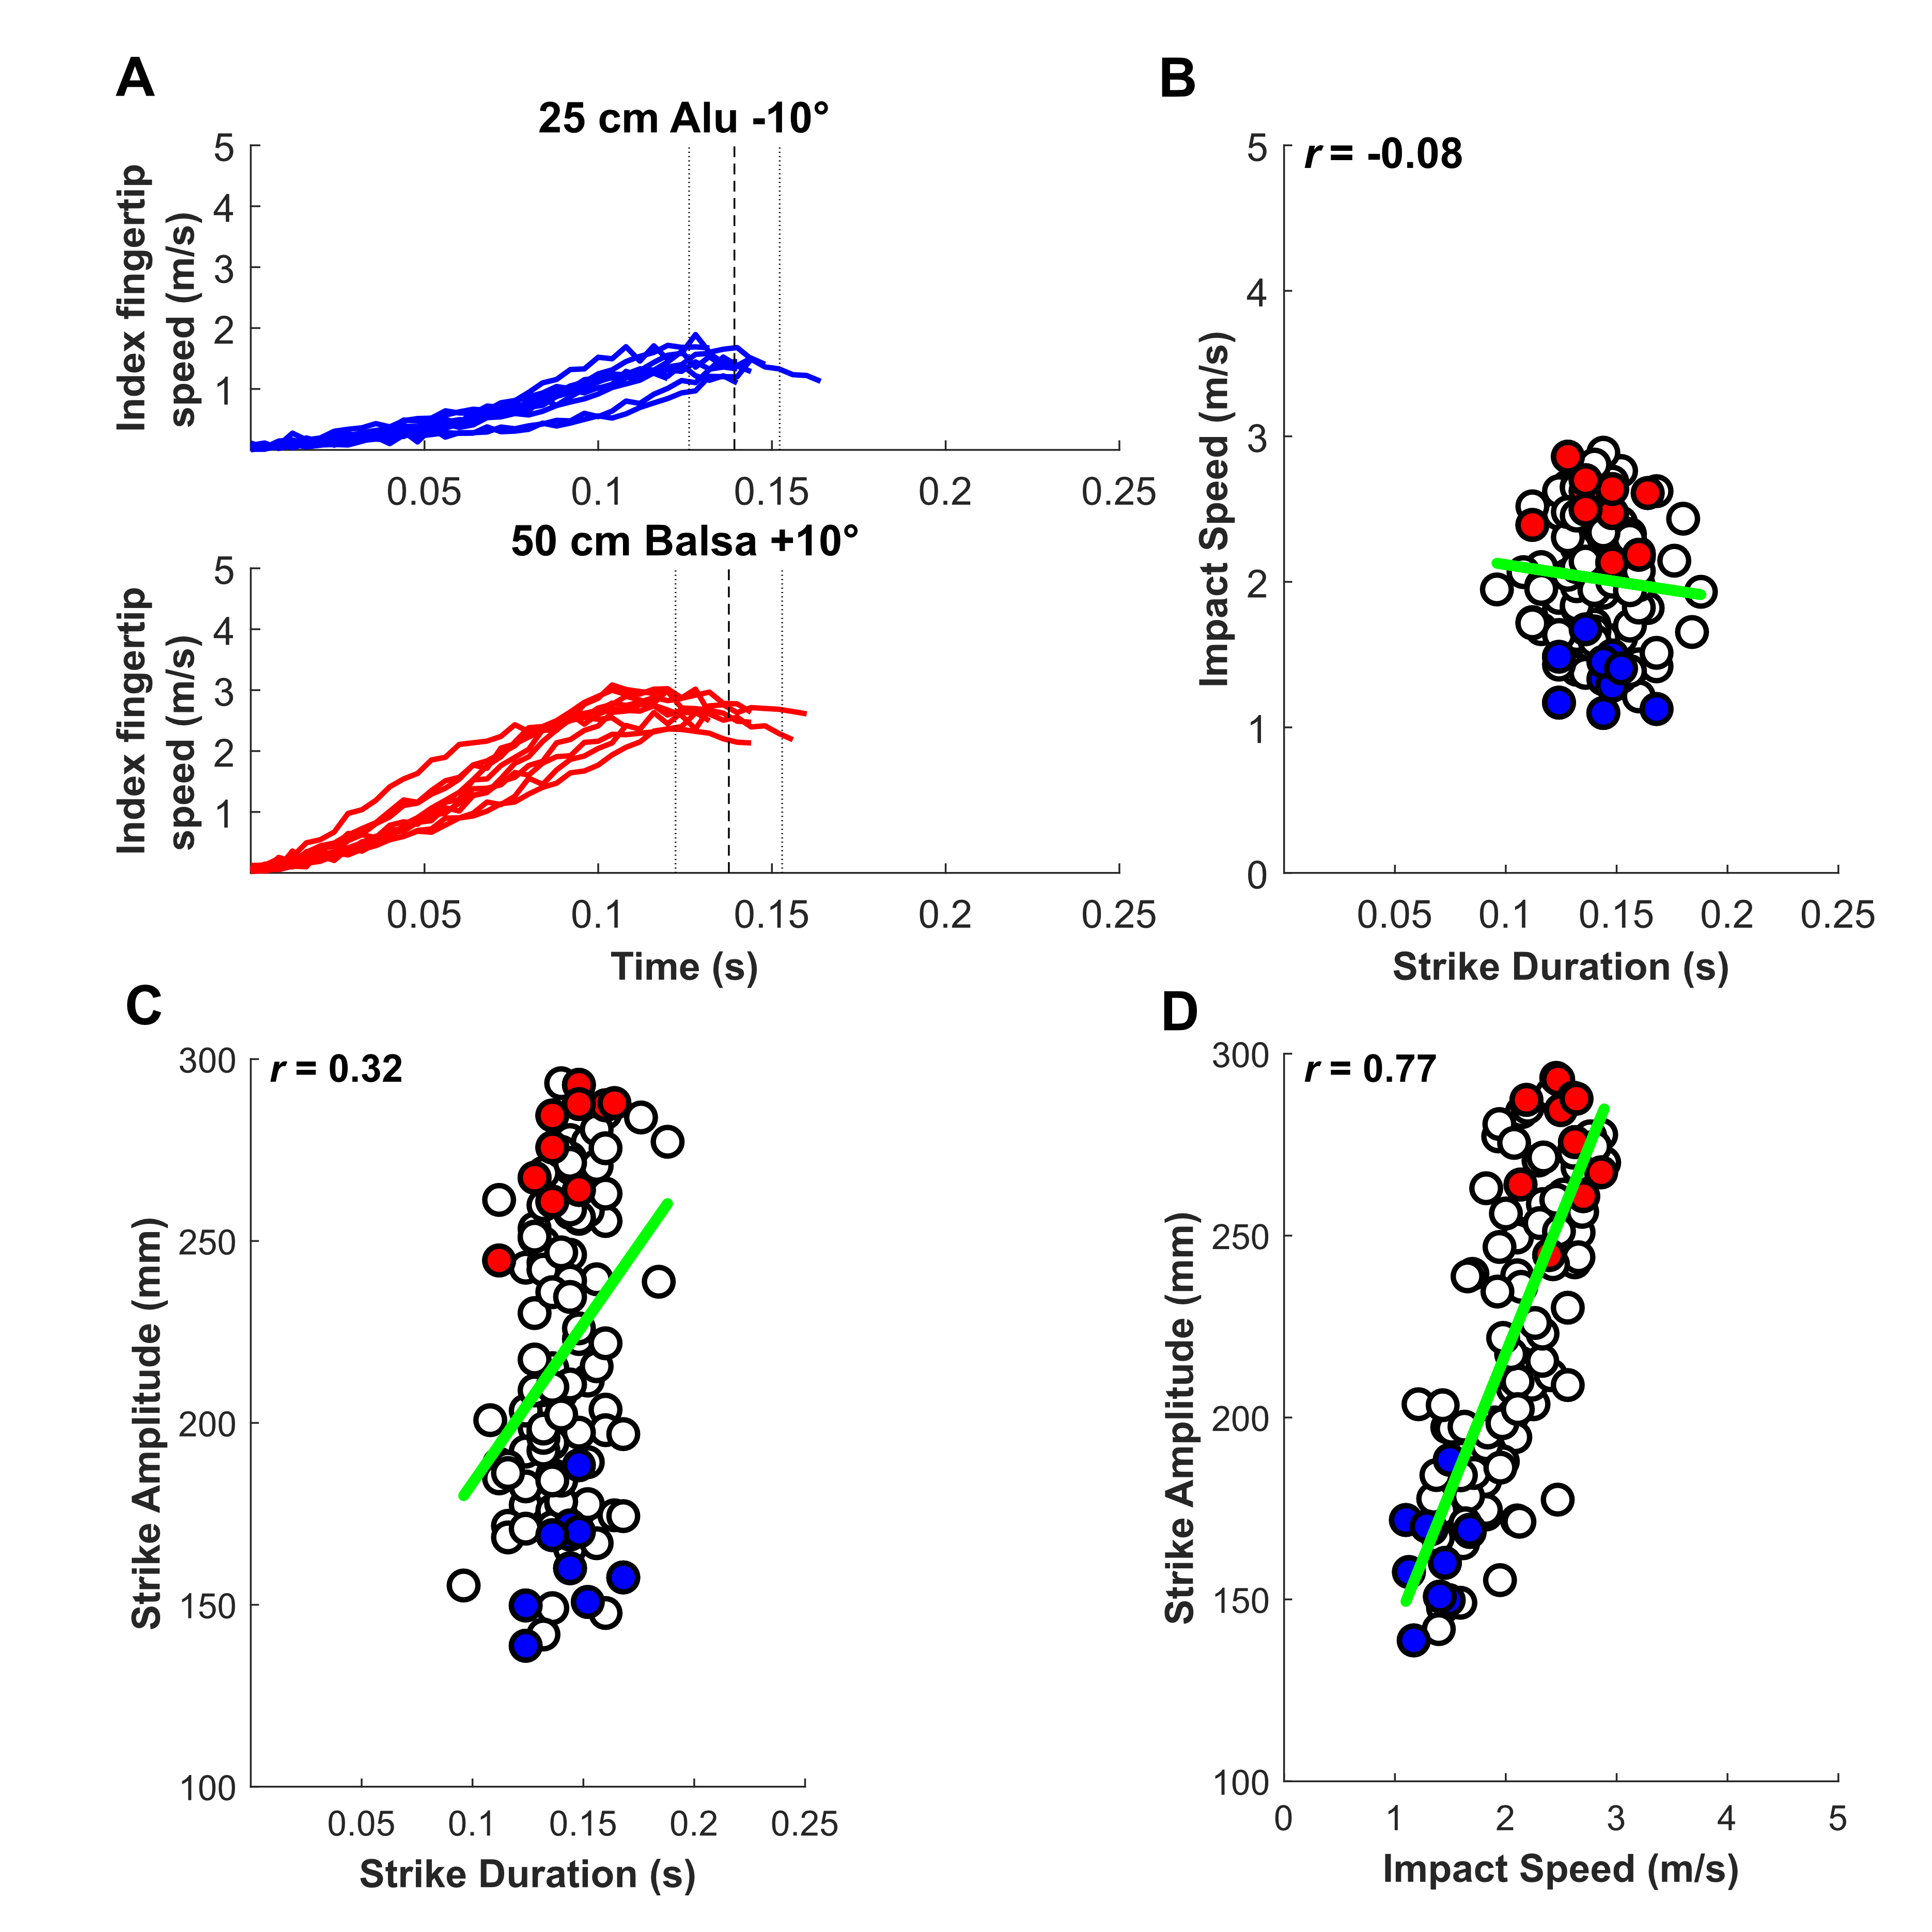 A
25 cm Alu -10°
Index fingertip
speed (m/s)
5
4
3
2
1
0.05 0.1 0.15 0.2 0.25
50 cm Balsa +10°
Index fingertip
speed (m/s)
5
4
3
2
1
0.05 0.1 0.15 0.2 0.25
Time (s)
B
r = -0.08
Impact Speed (m/s)
5
4
3
2
1
0
0.05 0.1 0.15 0.2 0.25
Strike Duration (s)
C
r = 0.32
Strike Amplitude (mm)
300
250
200
150
100
0.05 0.1 0.15 0.2 0.25
Strike Duration (s)
D
r = 0.77
Strike Amplitude (mm)
300
250
200
150
100
0 1 2 3 4 5
Impact Speed (m/s)